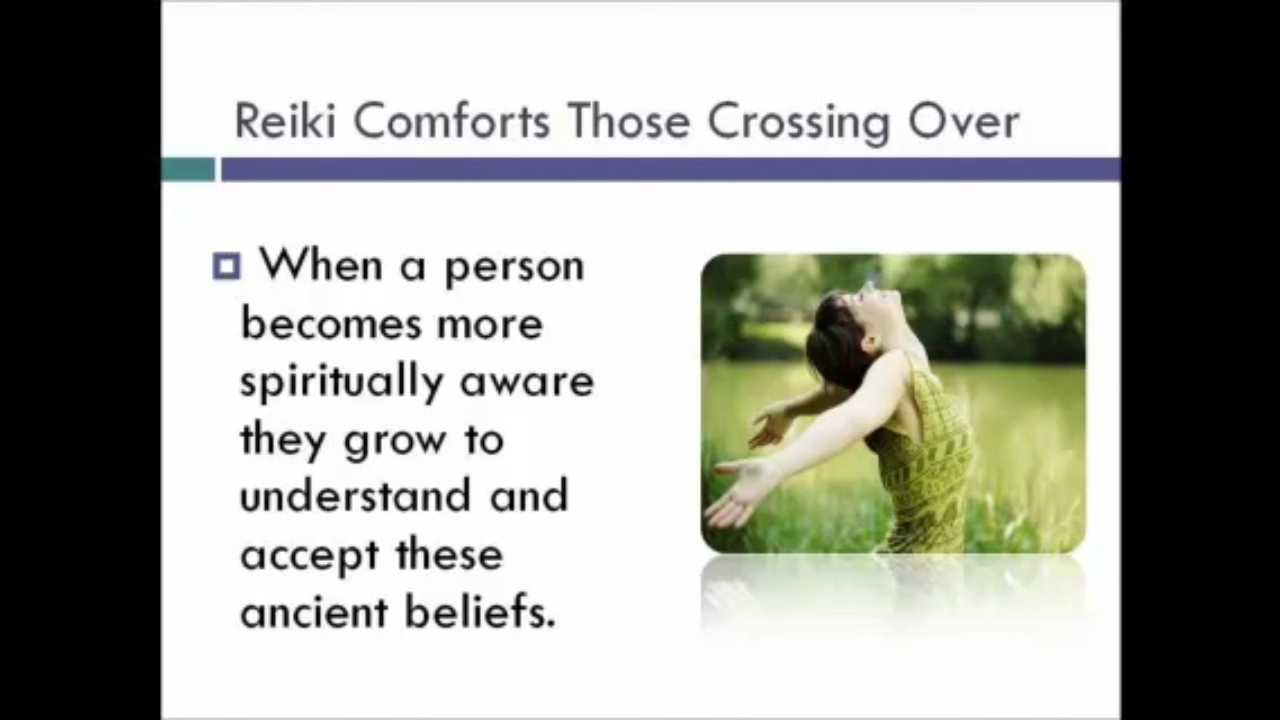 Reiki Comforts Those Crossing Over
When a person
becomes more
spiritually aware
they grow to
understand and
accept these
ancient beliefs.